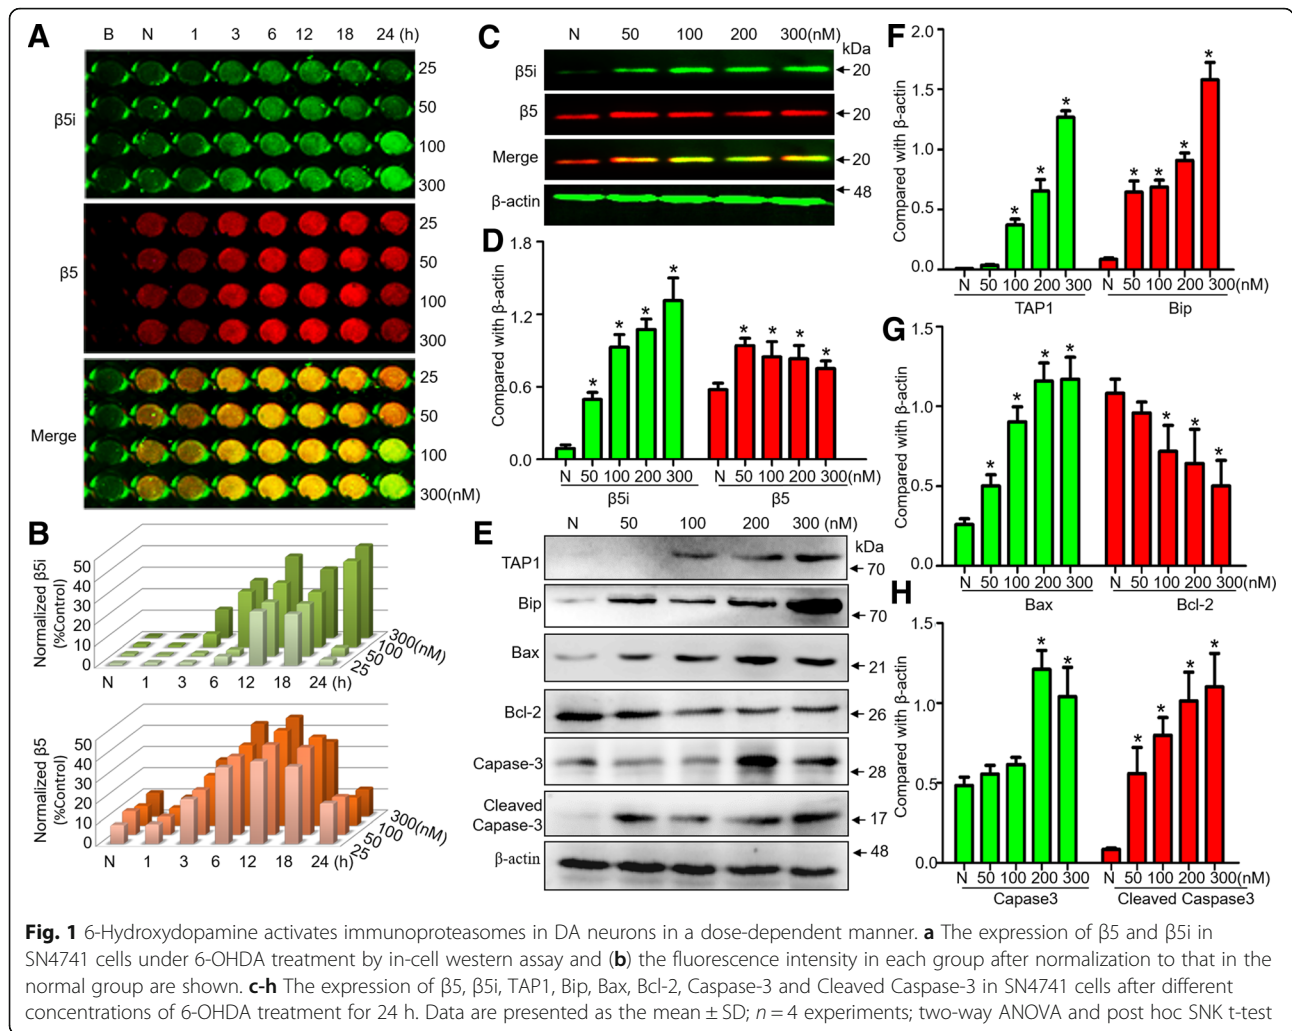 A
B N 1 3 6 12 18 24 (h)
β5i
25
50
100
300
β5
25
50
100
300
Merge
25
50
100
300(nM)
B
Normalized β5i
(%Control)
50
40
30
20
10
0
N 1 3 6 12 18 24 (h)
25
50
100
300(nM)
Normalized β5
(%Control)
50
40
30
20
10
0
N 1 3 6 12 18 24 (h)
25
50
100
300(nM)
C
N 50 100 200 300(nM)
kDa
β5i
20
β5
20
Merge
20
β-actin
48
D
Compared with β-actin
1.8
1.2
0.6
0.0
* * * * * * * *
N 50 100 200 300 N 50 100 200 300(nM)
β5i β5
E
N 50 100 200 300 (nM)
kDa
TAP1
70
Bip
70
Bax
21
Bcl-2
26
Capase-3
28
Cleaved
Capase-3
17
β-actin
48
F
Compared with β-actin
2.0
1.5
1.0
0.5
0.0
* * * * * * *
N 50 100 200 300 N 50 100 200 300(nM)
TAP1 Bip
G
Compared with β-actin
1.5
1.0
0.5
0.0
* * * * * * *
N 50 100 200 300 N 50 100 200 300
(nM)
Bax Bcl-2
H
Compared with β-actin
1.5
1.0
0.5
0.0
* * * * * *
N 50 100 200 300 N 50 100 200 300(nM)
Capase3 Cleaved Caspase3
Fig. 1 6-Hydroxydopamine activates immunoproteasomes in DA neurons in a dose-dependent manner. a The expression of β5 and β5i in
SN4741 cells under 6-OHDA treatment by in-cell western assay and (b) the fluorescence intensity in each group after normalization to that in the
normal group are shown. c-h The expression of β5, β5i, TAP1, Bip, Bax, Bcl-2, Caspase-3 and Cleaved Caspase-3 in SN4741 cells after different
concentrations of 6-OHDA treatment for 24 h. Data are presented as the mean ± SD; n = 4 experiments; two-way ANOVA and post hoc SNK t-test